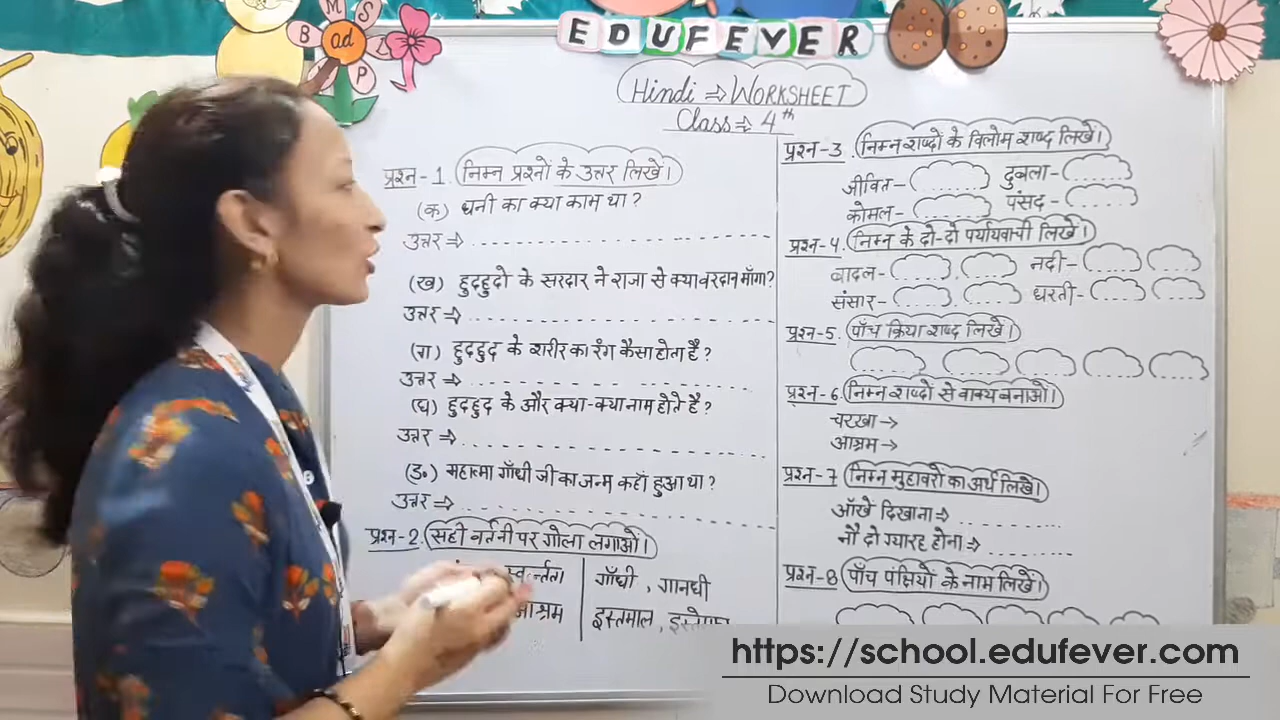 M S
B ad
P
EDUFEVER
Hindi ⇒ WORKSHEET
Class ⇒ 4th
प्रश्न-1. निम्न प्रश्नों के उत्तर लिखें।
(क) धनी का क्या काम था?
उत्तर ⇒
(ख) हुदहुदो के सरदार ने राजा से क्या वरदान माँगा?
उत्तर ⇒
(ग) हुदहुद के शरीर का रंग कैसा होता है?
उत्तर ⇒
(घ) हुदहुद के और क्या-क्या नाम होते है?
उत्तर ⇒
(ङ) महात्मा गाँधी जी का जन्म कहाँ हुआ था?
उत्तर ⇒
प्रश्न-2. सही वर्तनी पर गोला लगाओ।
गाँधी, गानधी
आश्रम
इस्तमाल,
प्रश्न-3. निम्न शब्दों के विलोम शब्द लिखें।
जीवित- दुबला-
कोमल- पंसद-
प्रश्न-4. निम्न के दो-दो पर्यायवाची लिखें।
बादल- , नदी-
संसार- , धरती-
प्रश्न-5. पाँच क्रिया शब्द लिखें।
प्रश्न-6. निम्न शब्दों से वाक्य बनाओ।
चरखा→
आश्रम→
प्रश्न-7 निम्न मुहावरों का अर्थ लिखें।
आँखें दिखाना⇒
नौ दो ग्यारह होना⇒
प्रश्न-8 पाँच पंक्षियों के नाम लिखें।
https://school.edufever.com
Download Study Material For Free